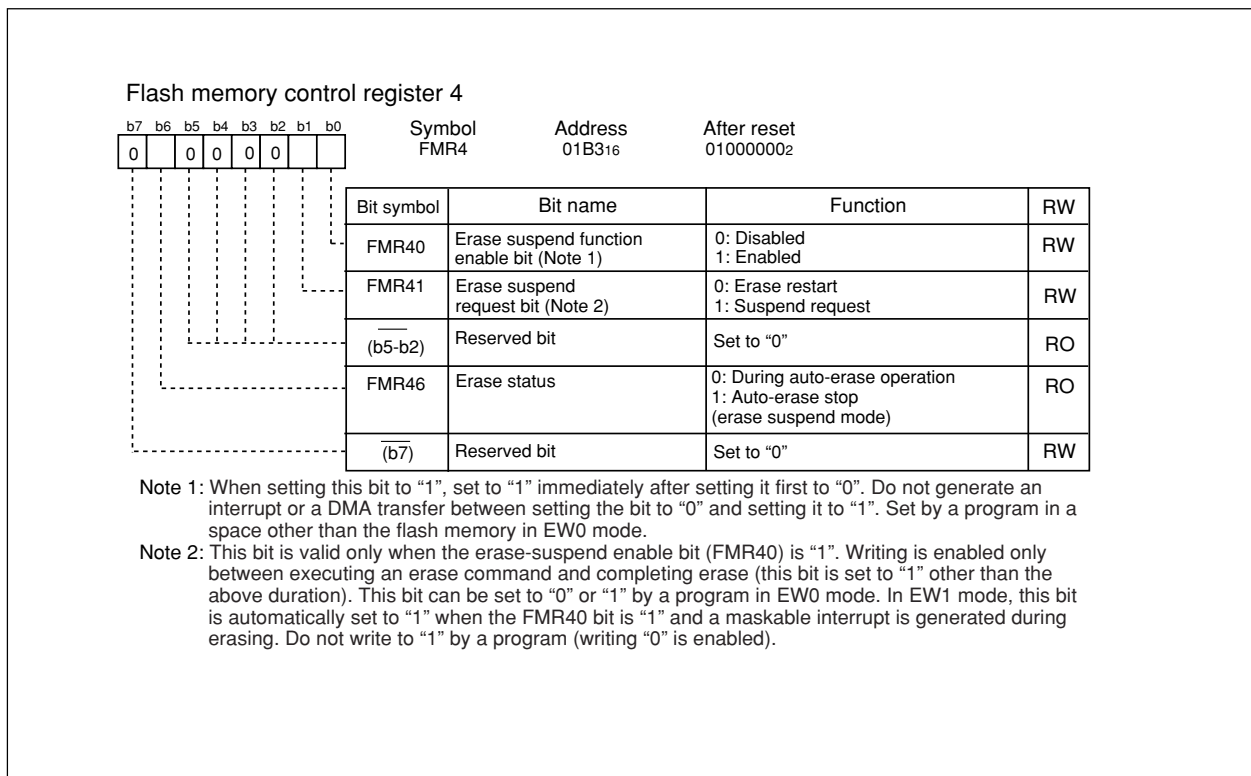 Flash memory control register 4
b7 b6 b5 b4 b3 b2 b1 b0
Symbol Address After reset
0 0 0 0 0 FMR4 01B316 010000002
Bit symbol Bit name Function RW
FMR40 Erase suspend function enable bit (Note 1) 0: Disabled 1: Enabled RW
FMR41 Erase suspend request bit (Note 2) 0: Erase restart 1: Suspend request RW
(b5-b2) Reserved bit Set to “0” RO
FMR46 Erase status 0: During auto-erase operation 1: Auto-erase stop (erase suspend mode) RO
(b7) Reserved bit Set to “0” RW
Note 1: When setting this bit to “1”, set to “1” immediately after setting it first to “0”. Do not generate an
interrupt or a DMA transfer between setting the bit to “0” and setting it to “1”. Set by a program in a
space other than the flash memory in EW0 mode.
Note 2: This bit is valid only when the erase-suspend enable bit (FMR40) is “1”. Writing is enabled only
between executing an erase command and completing erase (this bit is set to “1” other than the
above duration). This bit can be set to “0” or “1” by a program in EW0 mode. In EW1 mode, this bit
is automatically set to “1” when the FMR40 bit is “1” and a maskable interrupt is generated during
erasing. Do not write to “1” by a program (writing “0” is enabled).